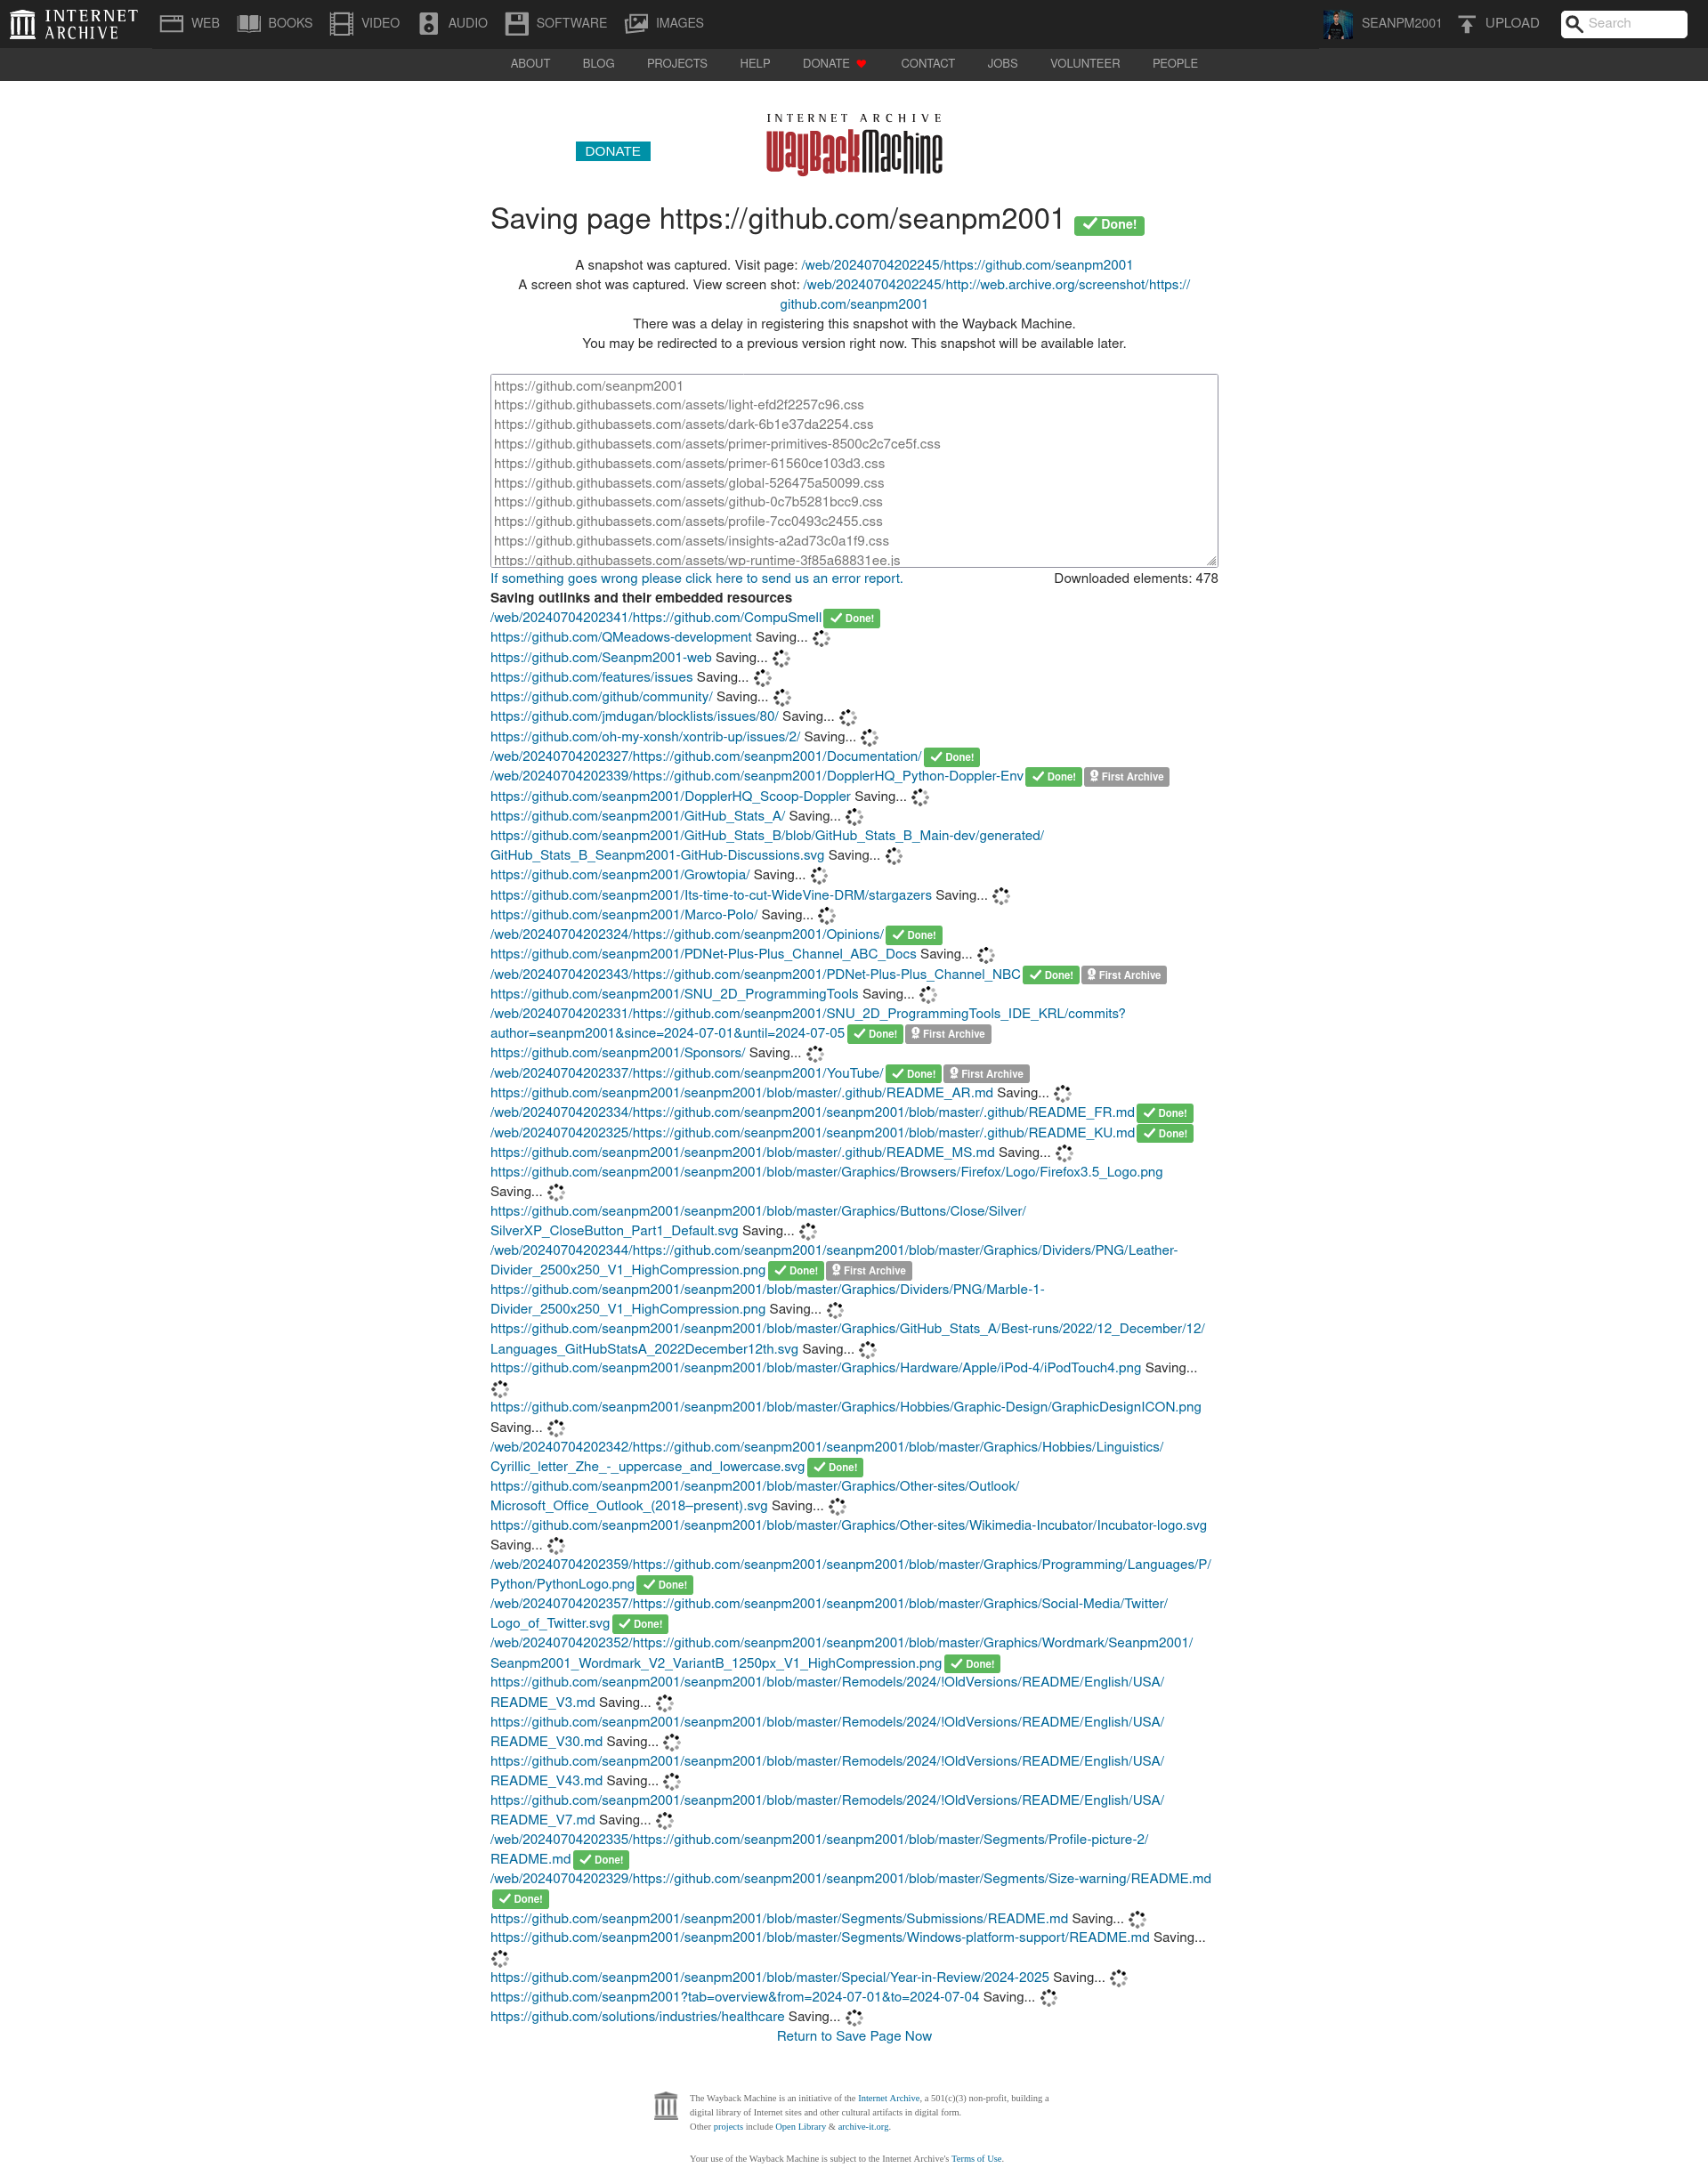 INTERNET ARCHIVE
WEB BOOKS VIDEO AUDIO SOFTWARE IMAGES SEANPM2001 UPLOAD Search
ABOUT BLOG PROJECTS HELP DONATE CONTACT JOBS VOLUNTEER PEOPLE
INTERNET ARCHIVE
DONATE WayBackMachine
Saving page https://github.com/seanpm2001 Done!
A snapshot was captured. Visit page: /web/20240704202245/https://github.com/seanpm2001
A screen shot was captured. View screen shot: /web/20240704202245/http://web.archive.org/screenshot/https://
github.com/seanpm2001
There was a delay in registering this snapshot with the Wayback Machine.
You may be redirected to a previous version right now. This snapshot will be available later.
https://github.com/seanpm2001
https://github.githubassets.com/assets/light-efd2f2257c96.css
https://github.githubassets.com/assets/dark-6b1e37da2254.css
https://github.githubassets.com/assets/primer-primitives-8500c2c7ce5f.css
https://github.githubassets.com/assets/primer-61560ce103d3.css
https://github.githubassets.com/assets/global-526475a50099.css
https://github.githubassets.com/assets/github-0c7b5281bcc9.css
https://github.githubassets.com/assets/profile-7cc0493c2455.css
https://github.githubassets.com/assets/insights-a2ad73c0a1f9.css
https://github.githubassets.com/assets/wp-runtime-3f85a68831ee.js
If something goes wrong please click here to send us an error report. Downloaded elements: 478
Saving outlinks and their embedded resources
/web/20240704202341/https://github.com/CompuSmell Done!
https://github.com/QMeadows-development Saving...
https://github.com/Seanpm2001-web Saving...
https://github.com/features/issues Saving...
https://github.com/github/community/ Saving...
https://github.com/jmdugan/blocklists/issues/80/ Saving...
https://github.com/oh-my-xonsh/xontrib-up/issues/2/ Saving...
/web/20240704202327/https://github.com/seanpm2001/Documentation/ Done!
/web/20240704202339/https://github.com/seanpm2001/DopplerHQ_Python-Doppler-Env Done! First Archive
https://github.com/seanpm2001/DopplerHQ_Scoop-Doppler Saving...
https://github.com/seanpm2001/GitHub_Stats_A/ Saving...
https://github.com/seanpm2001/GitHub_Stats_B/blob/GitHub_Stats_B_Main-dev/generated/
GitHub_Stats_B_Seanpm2001-GitHub-Discussions.svg Saving...
https://github.com/seanpm2001/Growtopia/ Saving...
https://github.com/seanpm2001/Its-time-to-cut-WideVine-DRM/stargazers Saving...
https://github.com/seanpm2001/Marco-Polo/ Saving...
/web/20240704202324/https://github.com/seanpm2001/Opinions/ Done!
https://github.com/seanpm2001/PDNet-Plus-Plus_Channel_ABC_Docs Saving...
/web/20240704202343/https://github.com/seanpm2001/PDNet-Plus-Plus_Channel_NBC Done! First Archive
https://github.com/seanpm2001/SNU_2D_ProgrammingTools Saving...
/web/20240704202331/https://github.com/seanpm2001/SNU_2D_ProgrammingTools_IDE_KRL/commits?
author=seanpm2001&since=2024-07-01&until=2024-07-05 Done! First Archive
https://github.com/seanpm2001/Sponsors/ Saving...
/web/20240704202337/https://github.com/seanpm2001/YouTube/ Done! First Archive
https://github.com/seanpm2001/seanpm2001/blob/master/.github/README_AR.md Saving...
/web/20240704202334/https://github.com/seanpm2001/seanpm2001/blob/master/.github/README_FR.md Done!
/web/20240704202325/https://github.com/seanpm2001/seanpm2001/blob/master/.github/README_KU.md Done!
https://github.com/seanpm2001/seanpm2001/blob/master/.github/README_MS.md Saving...
https://github.com/seanpm2001/seanpm2001/blob/master/Graphics/Browsers/Firefox/Logo/Firefox3.5_Logo.png
Saving...
https://github.com/seanpm2001/seanpm2001/blob/master/Graphics/Buttons/Close/Silver/
SilverXP_CloseButton_Part1_Default.svg Saving...
/web/20240704202344/https://github.com/seanpm2001/seanpm2001/blob/master/Graphics/Dividers/PNG/Leather-
Divider_2500x250_V1_HighCompression.png Done! First Archive
https://github.com/seanpm2001/seanpm2001/blob/master/Graphics/Dividers/PNG/Marble-1-
Divider_2500x250_V1_HighCompression.png Saving...
https://github.com/seanpm2001/seanpm2001/blob/master/Graphics/GitHub_Stats_A/Best-runs/2022/12_December/12/
Languages_GitHubStatsA_2022December12th.svg Saving...
https://github.com/seanpm2001/seanpm2001/blob/master/Graphics/Hardware/Apple/iPod-4/iPodTouch4.png Saving...
https://github.com/seanpm2001/seanpm2001/blob/master/Graphics/Hobbies/Graphic-Design/GraphicDesignICON.png
Saving...
/web/20240704202342/https://github.com/seanpm2001/seanpm2001/blob/master/Graphics/Hobbies/Linguistics/
Cyrillic_letter_Zhe_-_uppercase_and_lowercase.svg Done!
https://github.com/seanpm2001/seanpm2001/blob/master/Graphics/Other-sites/Outlook/
Microsoft_Office_Outlook_(2018–present).svg Saving...
https://github.com/seanpm2001/seanpm2001/blob/master/Graphics/Other-sites/Wikimedia-Incubator/Incubator-logo.svg
Saving...
/web/20240704202359/https://github.com/seanpm2001/seanpm2001/blob/master/Graphics/Programming/Languages/P/
Python/PythonLogo.png Done!
/web/20240704202357/https://github.com/seanpm2001/seanpm2001/blob/master/Graphics/Social-Media/Twitter/
Logo_of_Twitter.svg Done!
/web/20240704202352/https://github.com/seanpm2001/seanpm2001/blob/master/Graphics/Wordmark/Seanpm2001/
Seanpm2001_Wordmark_V2_VariantB_1250px_V1_HighCompression.png Done!
https://github.com/seanpm2001/seanpm2001/blob/master/Remodels/2024/!OldVersions/README/English/USA/
README_V3.md Saving...
https://github.com/seanpm2001/seanpm2001/blob/master/Remodels/2024/!OldVersions/README/English/USA/
README_V30.md Saving...
https://github.com/seanpm2001/seanpm2001/blob/master/Remodels/2024/!OldVersions/README/English/USA/
README_V43.md Saving...
https://github.com/seanpm2001/seanpm2001/blob/master/Remodels/2024/!OldVersions/README/English/USA/
README_V7.md Saving...
/web/20240704202335/https://github.com/seanpm2001/seanpm2001/blob/master/Segments/Profile-picture-2/
README.md Done!
/web/20240704202329/https://github.com/seanpm2001/seanpm2001/blob/master/Segments/Size-warning/README.md
Done!
https://github.com/seanpm2001/seanpm2001/blob/master/Segments/Submissions/README.md Saving...
https://github.com/seanpm2001/seanpm2001/blob/master/Segments/Windows-platform-support/README.md Saving...
https://github.com/seanpm2001/seanpm2001/blob/master/Special/Year-in-Review/2024-2025 Saving...
https://github.com/seanpm2001?tab=overview&from=2024-07-01&to=2024-07-04 Saving...
https://github.com/solutions/industries/healthcare Saving...
Return to Save Page Now
The Wayback Machine is an initiative of the Internet Archive, a 501(c)(3) non-profit, building a
digital library of Internet sites and other cultural artifacts in digital form.
Other projects include Open Library & archive-it.org.
Your use of the Wayback Machine is subject to the Internet Archive's Terms of Use.